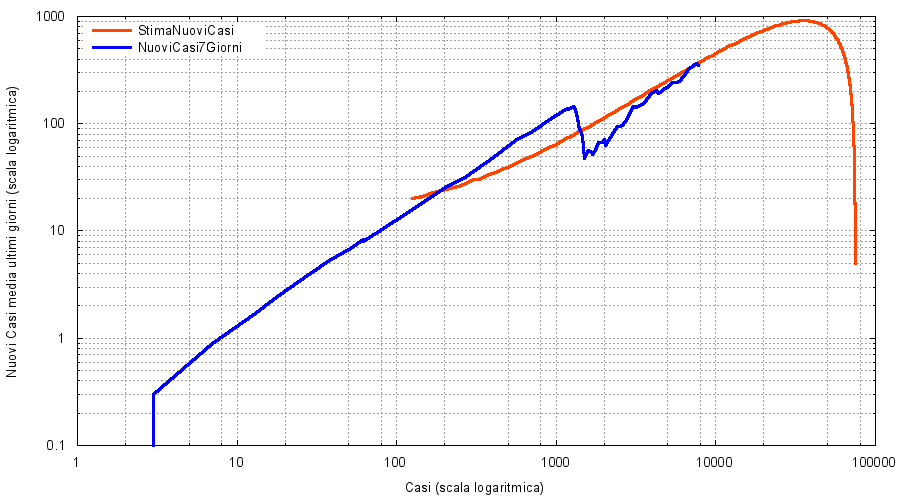 1000
StimaNuoviCasi
NuoviCasi7Giorni
100
10
1
0.1
Nuovi Casi media ultimi giorni (scala logaritmica)
1 10 100 1000 10000 100000
Casi (scala logaritmica)